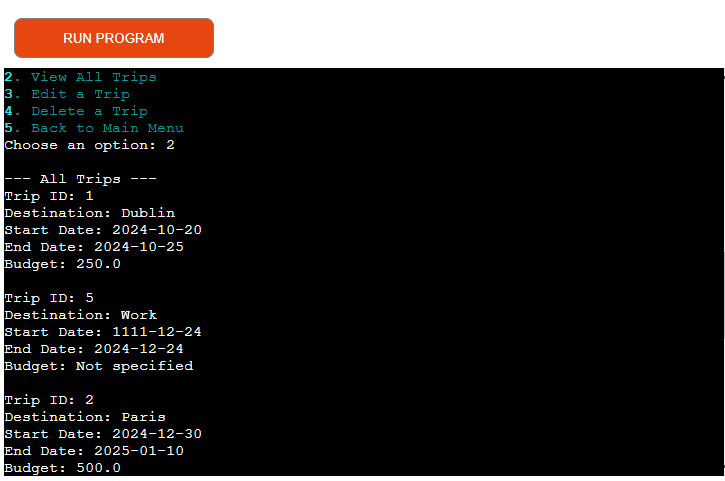 RUN PROGRAM
2. View All Trips
3. Edit a Trip
4. Delete a Trip
5. Back to Main Menu
Choose an option: 2
--- All Trips ---
Trip ID: 1
Destination: Dublin
Start Date: 2024-10-20
End Date: 2024-10-25
Budget: 250.0
Trip ID: 5
Destination: Work
Start Date: 1111-12-24
End Date: 2024-12-24
Budget: Not specified
Trip ID: 2
Destination: Paris
Start Date: 2024-12-30
End Date: 2025-01-10
Budget: 500.0